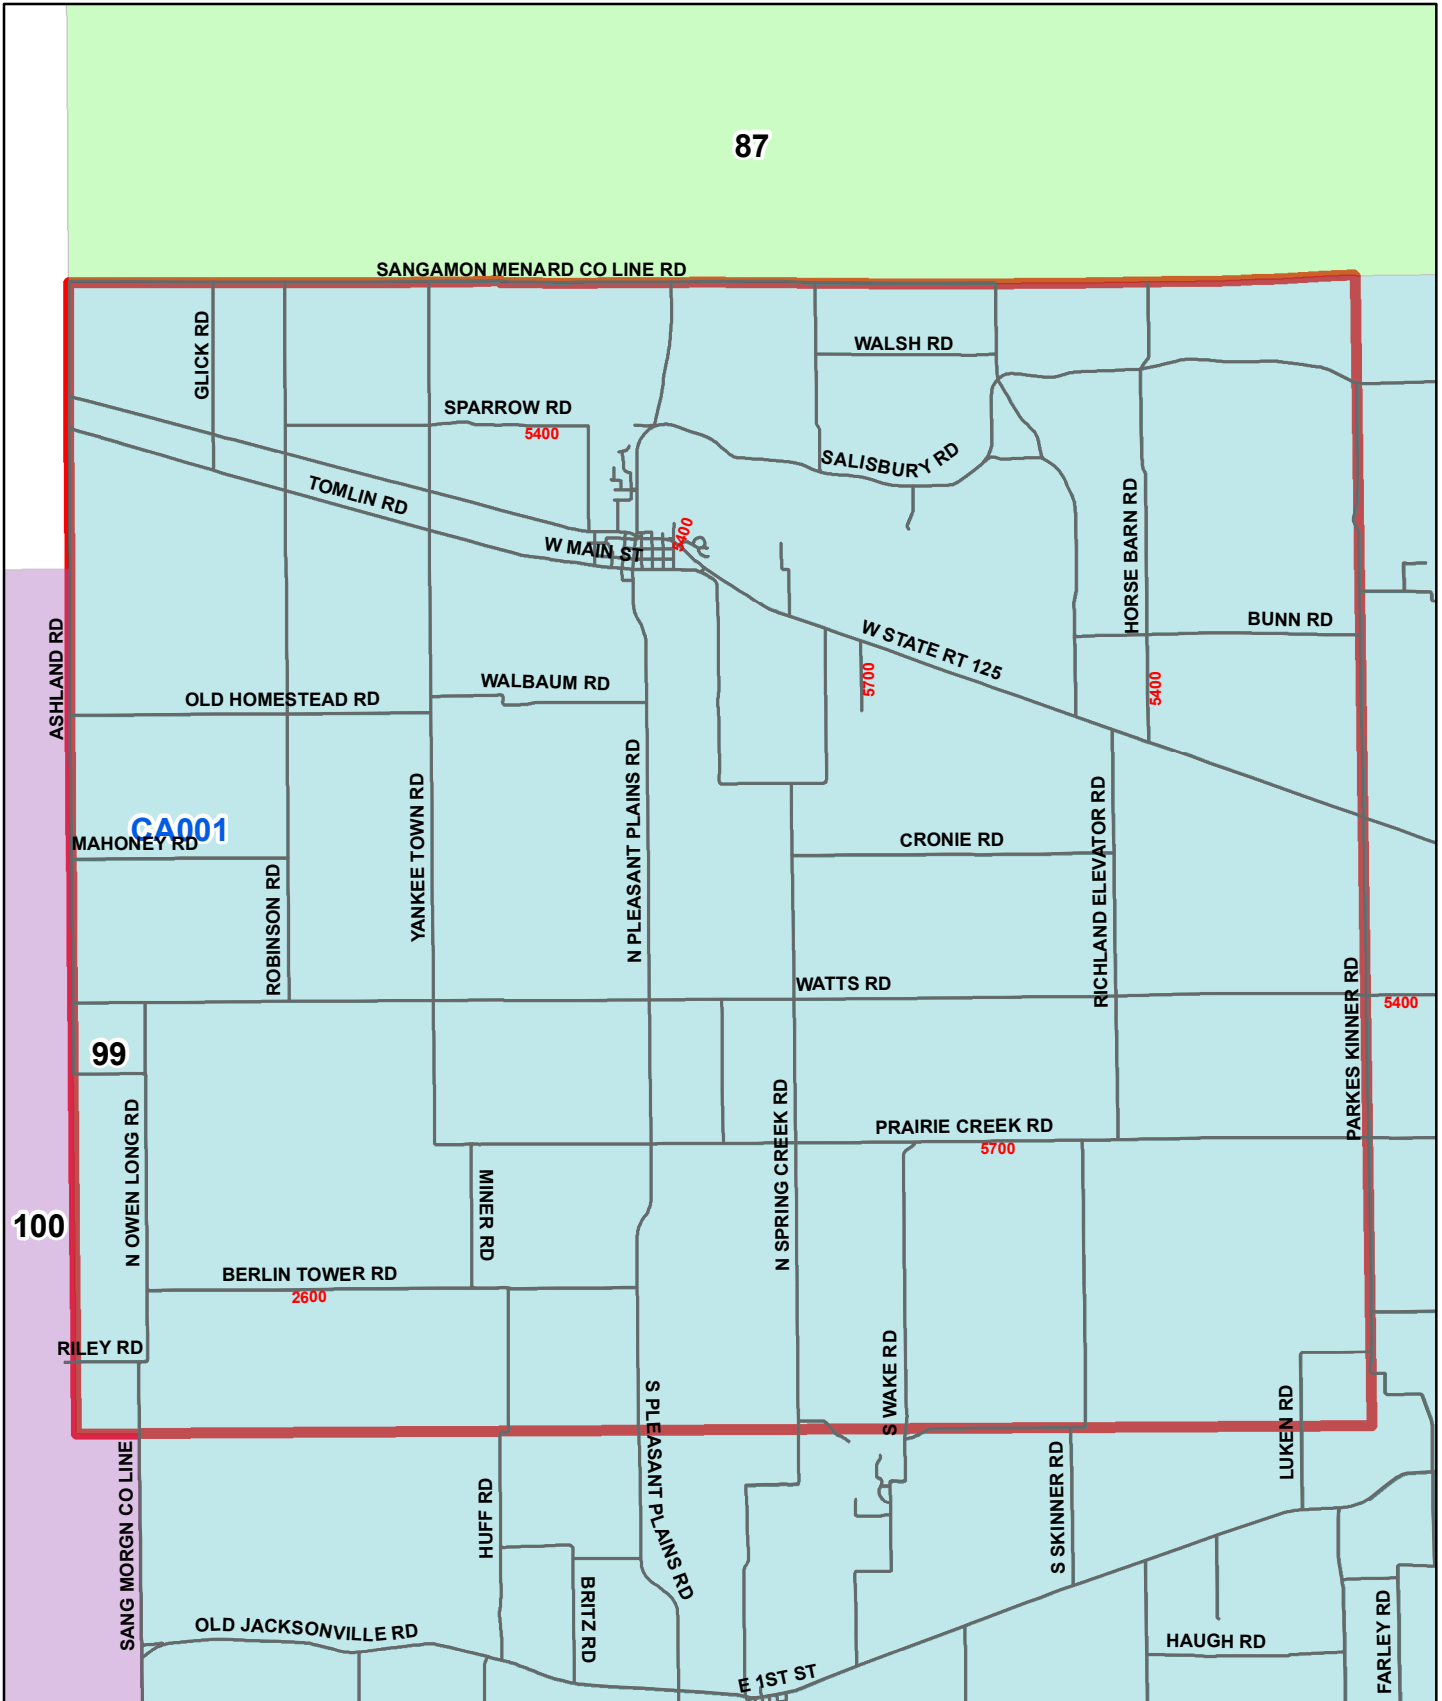 87
SANGAMON MENARD CO LINE RD
GLICK RD
WALSH RD
SPARROW RD
5400
SALISBURY RD
TOMLIN RD
W MAIN ST
5400
HORSE BARN RD
BUNN RD
W STATE RT 125
ASHLAND RD
WALBAUM RD
5700
5400
OLD HOMESTEAD RD
N PLEASANT PLAINS RD
YANKEE TOWN RD
RICHLAND ELEVATOR RD
CA001
MAHONEY RD
CRONIE RD
ROBINSON RD
WATTS RD
PARKES KINNER RD
5400
99
N OWEN LONG RD
N SPRING CREEK RD
PRAIRIE CREEK RD
5700
MINER RD
100
BERLIN TOWER RD
2600
RILEY RD
S WAKE RD
S PLEASANT PLAINS RD
LUKEN RD
SANG MORGN CO LINE
HUFF RD
S SKINNER RD
BRITZ RD
OLD JACKSONVILLE RD
HAUGH RD
FARLEY RD
E 1ST ST